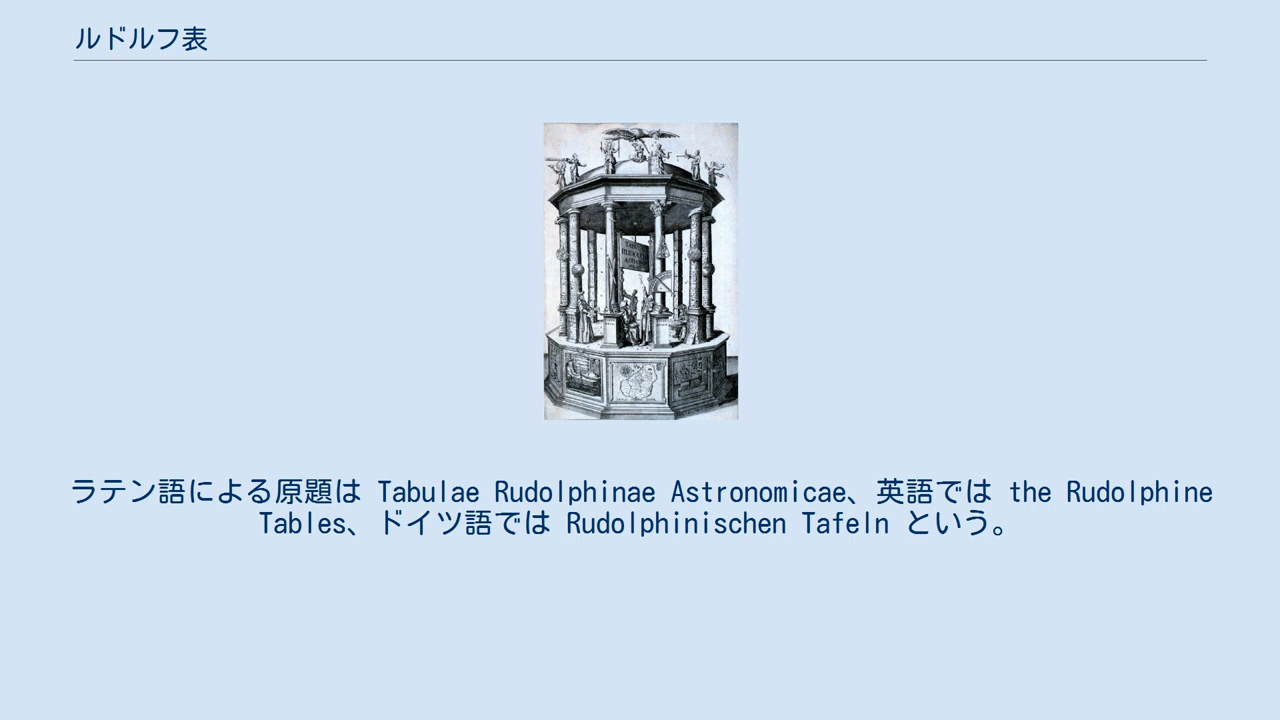 ルドルフ表
ラテン語による原題は Tabulae Rudolphinae Astronomicae、英語では the Rudolphine
Tables、ドイツ語では Rudolphinischen Tafeln という。